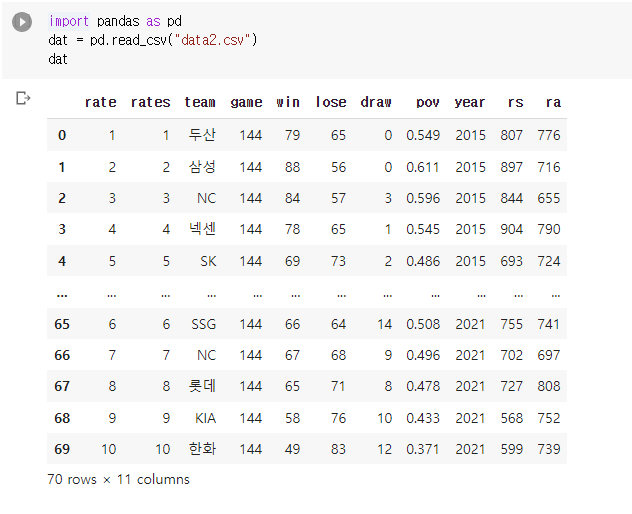 import pandas as pd
dat = pd.read_csv("data2.csv")
dat
rate rates team game win lose draw pov year rs ra
0 1 1 두산 144 79 65 0 0.549 2015 807 776
1 2 2 삼성 144 88 56 0 0.611 2015 897 716
2 3 3 NC 144 84 57 3 0.596 2015 844 655
3 4 4 넥센 144 78 65 1 0.545 2015 904 790
4 5 5 SK 144 69 73 2 0.486 2015 693 724
... ... ... ... ... ... ... ... ... ... ... ...
65 6 6 SSG 144 66 64 14 0.508 2021 755 741
66 7 7 NC 144 67 68 9 0.496 2021 702 697
67 8 8 롯데 144 65 71 8 0.478 2021 727 808
68 9 9 KIA 144 58 76 10 0.433 2021 568 752
69 10 10 한화 144 49 83 12 0.371 2021 599 739
70 rows × 11 columns